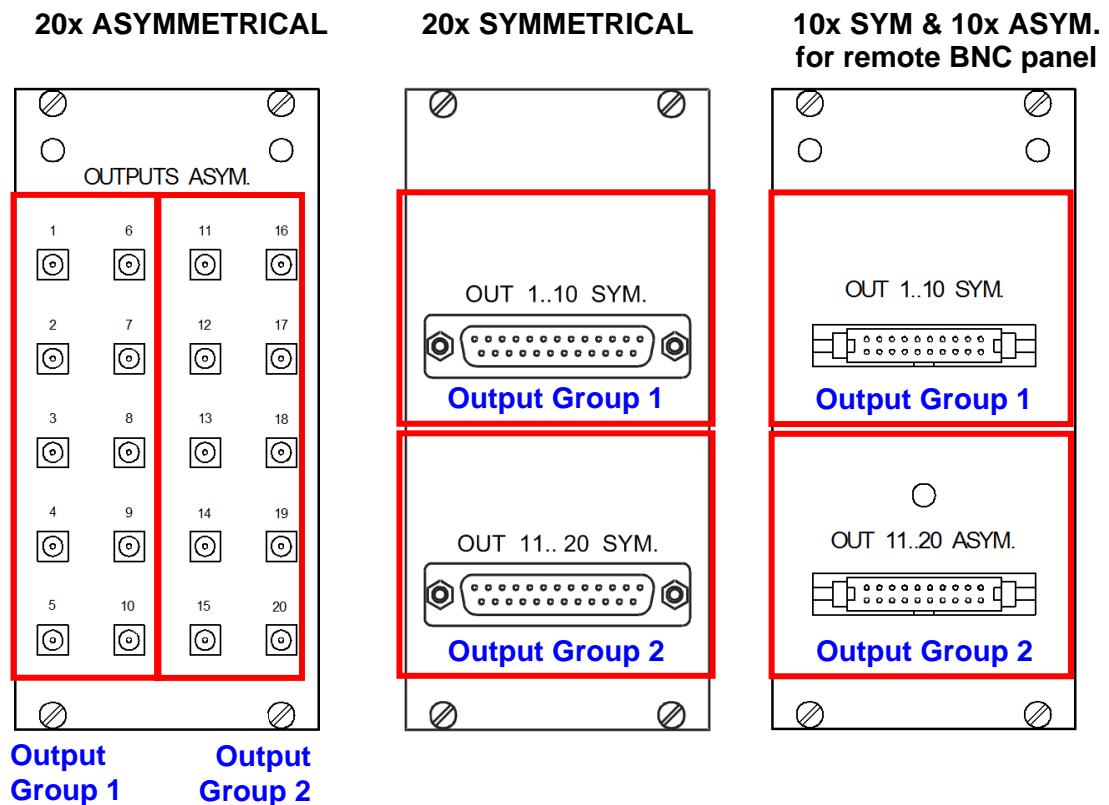 20x ASYMMETRICAL
20x SYMMETRICAL
10x SYM & 10x ASYM.
for remote BNC panel
OUTPUTS ASYM.
1 6 11 16
2 7 12 17
3 8 13 18
4 9 14 19
5 10 15 20
Output
Group 1
Output
Group 2
OUT 1..10 SYM.
Output Group 1
OUT 11.. 20 SYM.
Output Group 2
OUT 1..10 SYM.
Output Group 1
OUT 11..20 ASYM.
Output Group 2